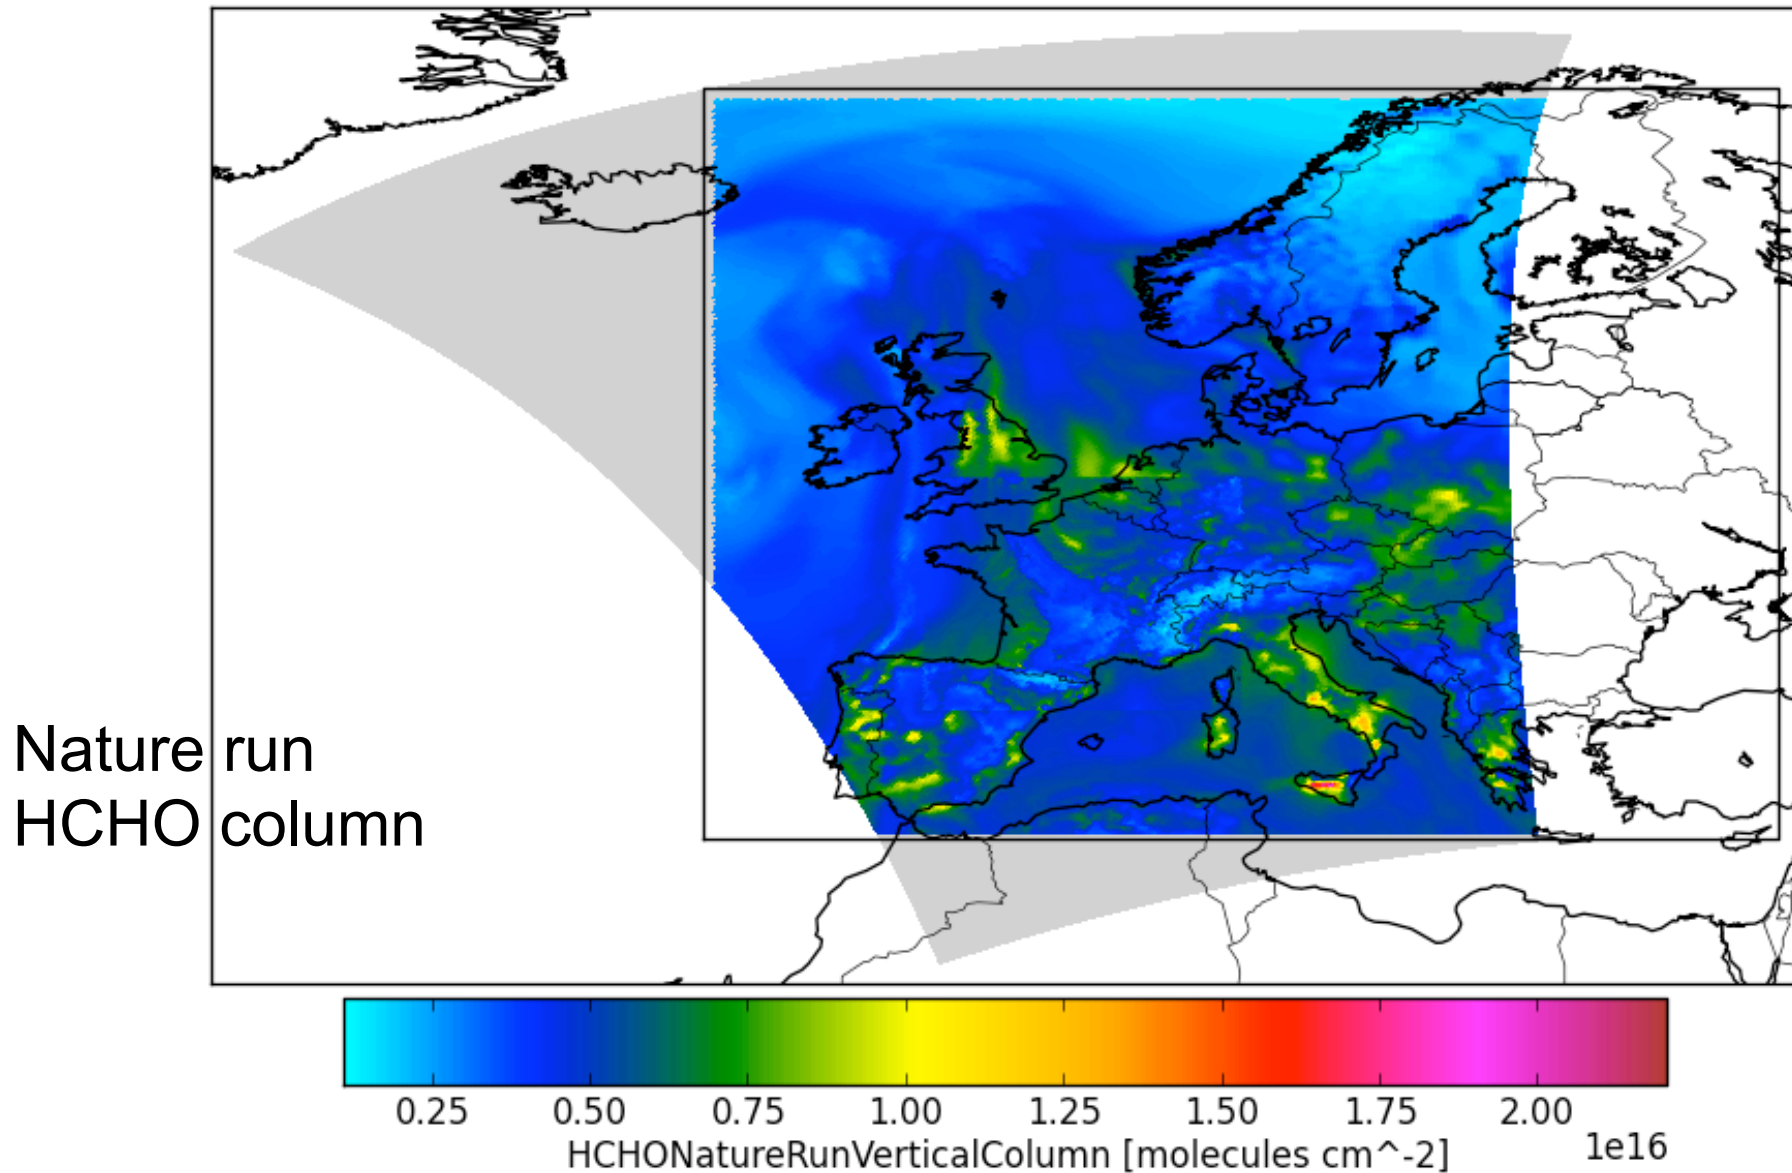 Nature run
HCHO column
0.25 0.50 0.75 1.00 1.25 1.50 1.75 2.00
HCHONatureRunVerticalColumn [molecules cm^-2]
1e16